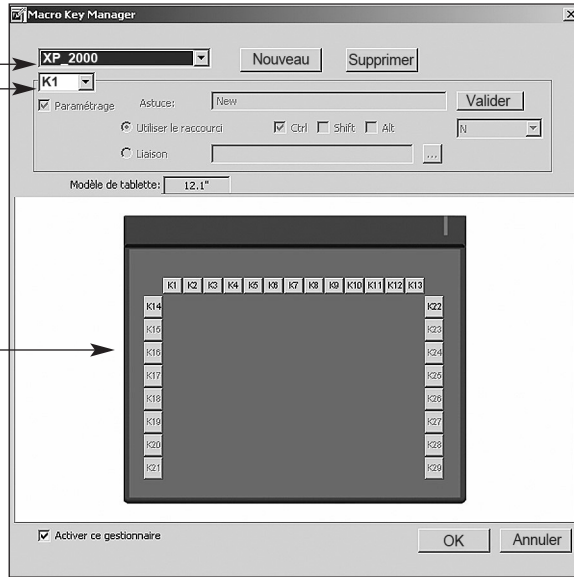 Macro Key Manager
XP_2000 Nouveau Supprimer
K1
Paramétrage Astuce: New Valider
Utiliser le raccourci Ctrl Shift Alt N
Liaison ...
Modèle de tablette: 12.1"
K1 K2 K3 K4 K5 K6 K7 K8 K9 K10 K11 K12 K13
K14 K22
K15 K23
K16 K24
K17 K25
K18 K26
K19 K27
K20 K28
K21 K29
Activer ce gestionnaire OK Annuler